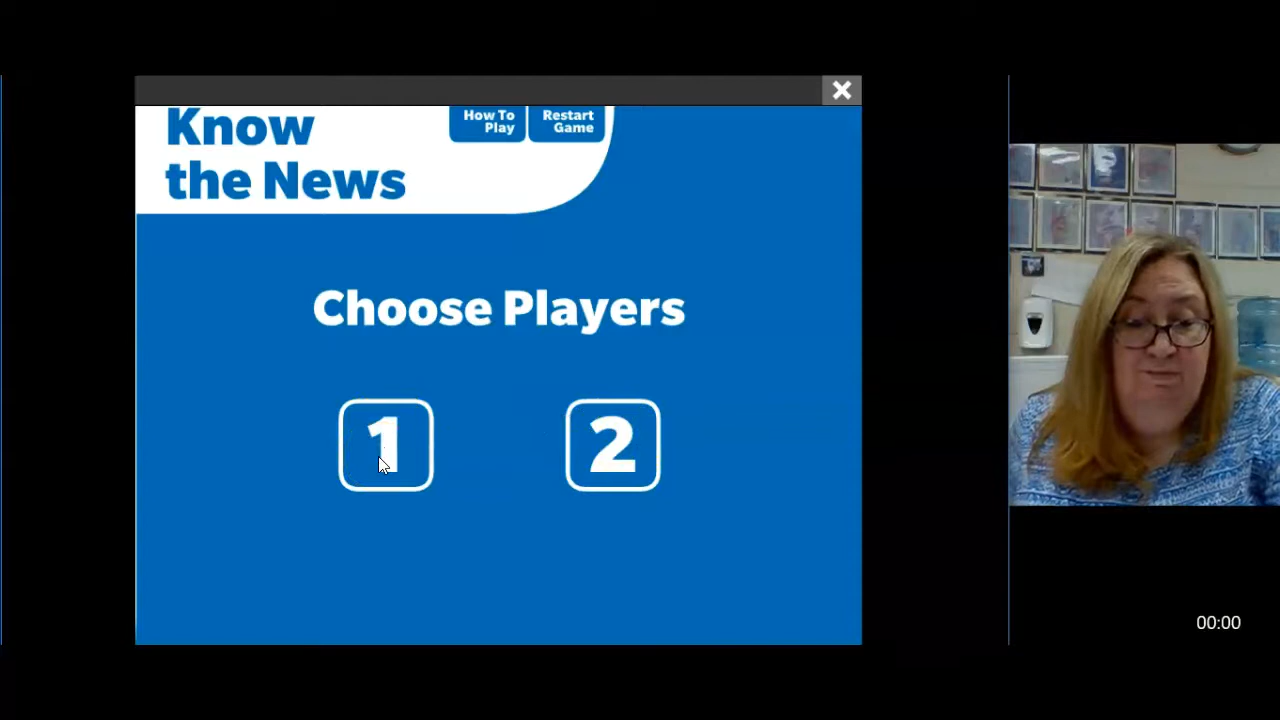 Know
the News
How To
Play
Restart
Game
Choose Players
1
2
00:00